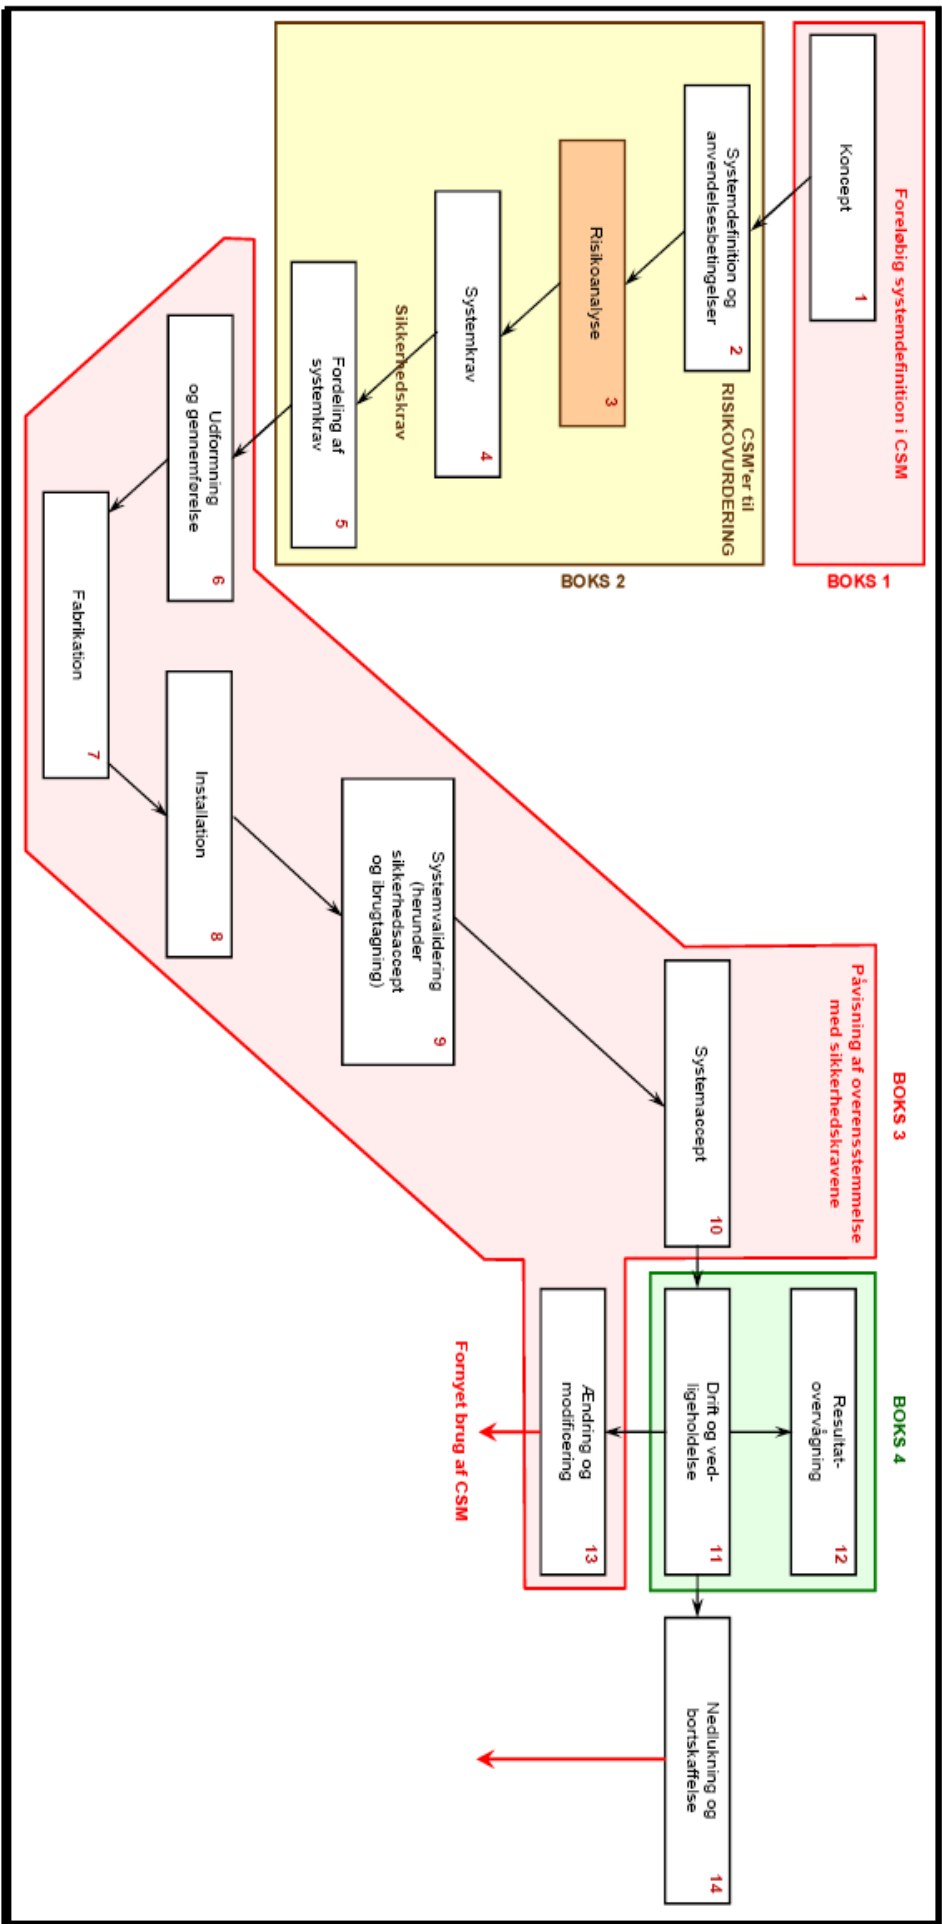 Foreløbig systemdefinition i CSM
Koncept
1
BOKS 1
Systemdefinition og
anvendelsesbetingelser
2
CSM'er til
RISIKOVURDERING
Risikoanalyse
3
Systemkrav
4
Sikkerhedskrav
Fordeling af
systemkrav
5
BOKS 2
Udformning
og gennemførelse
6
Fabrikation
7
Installation
8
Systemvalidering
(herunder
sikkerhedsaccept
og ibrugtagning)
9
BOKS 3
Påvisning af overensstemmelse
med sikkerhedskravene
Systemaccept
10
BOKS 4
Resultat-
overvågning
12
Drift og ved-
ligeholdelse
11
Ændring og
modificering
13
Fornyet brug af CSM
Nedlukning og
bortskaffelse
14